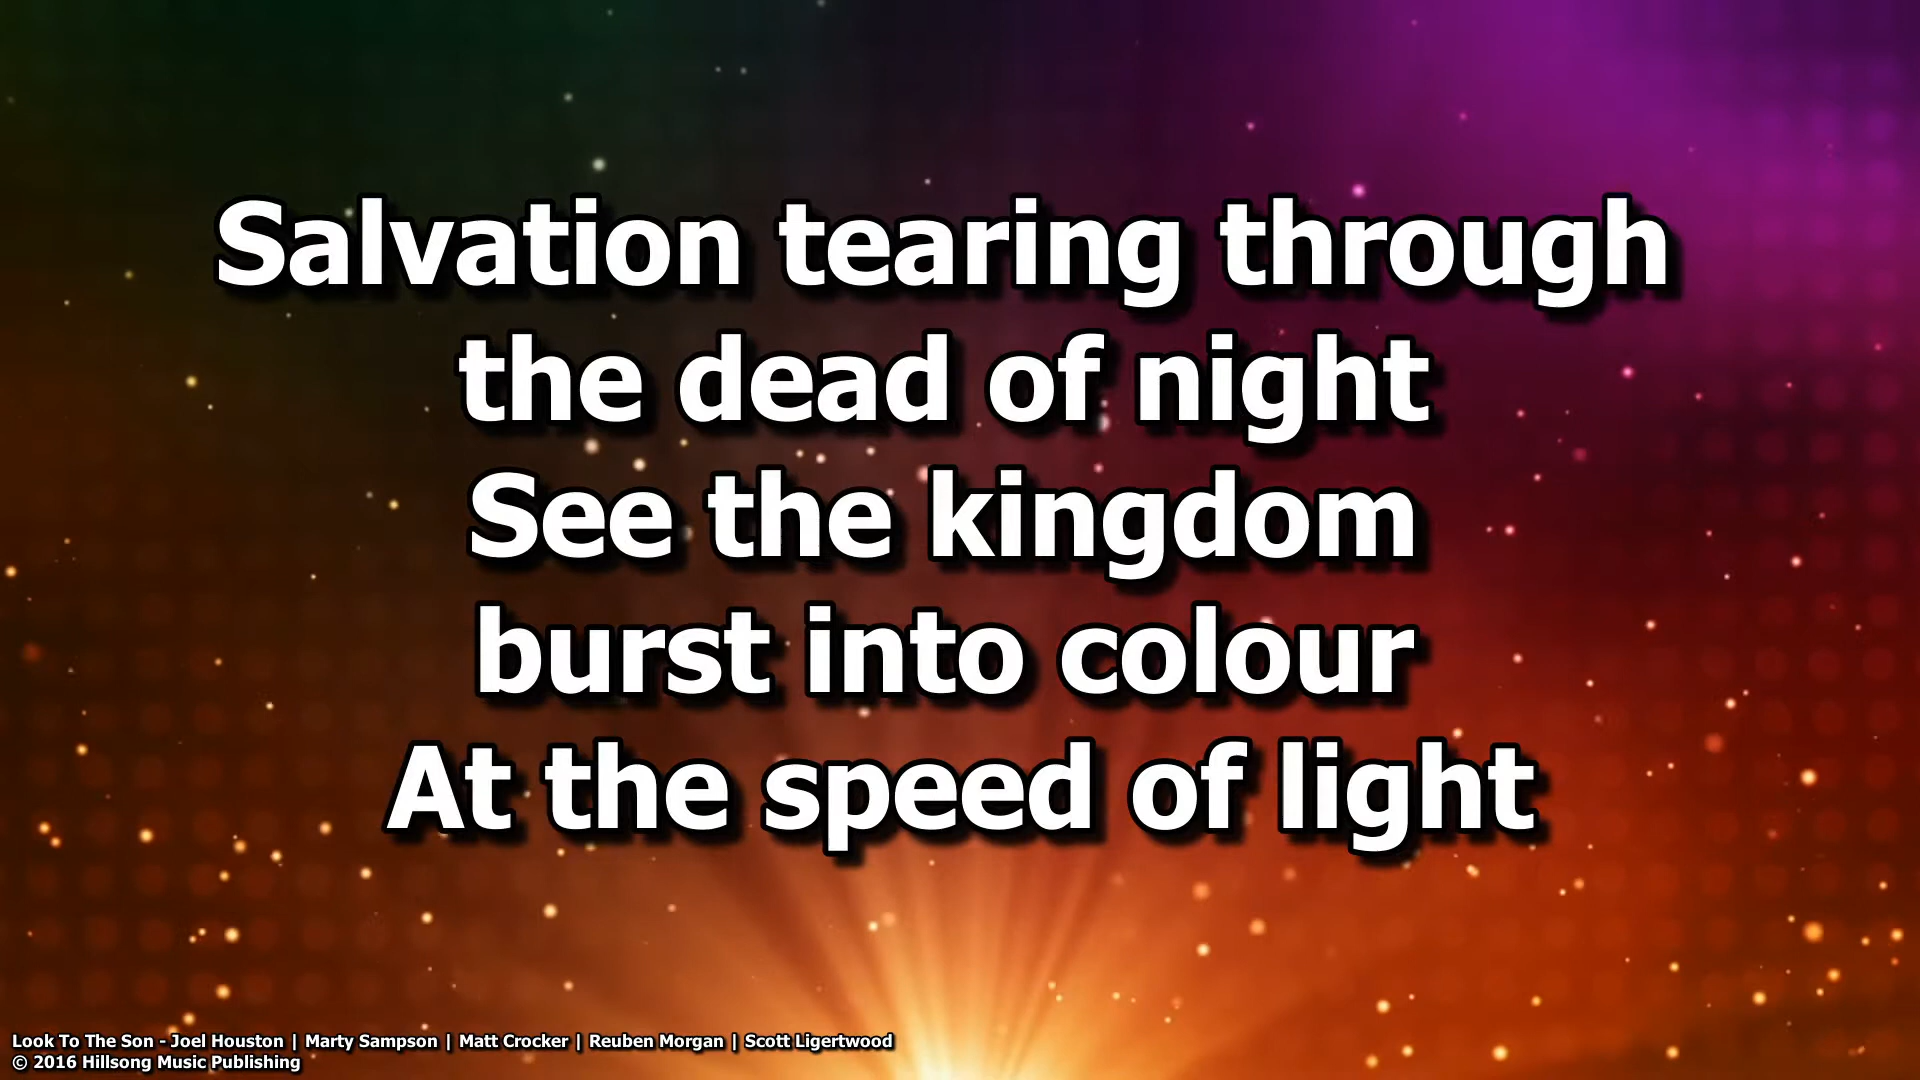 Salvation tearing through
the dead of night
See the kingdom
burst into colour
At the speed of light
Look To The Son - Joel Houston | Marty Sampson | Matt Crocker | Reuben Morgan | Scott Ligertwood
© 2016 Hillsong Music Publishing